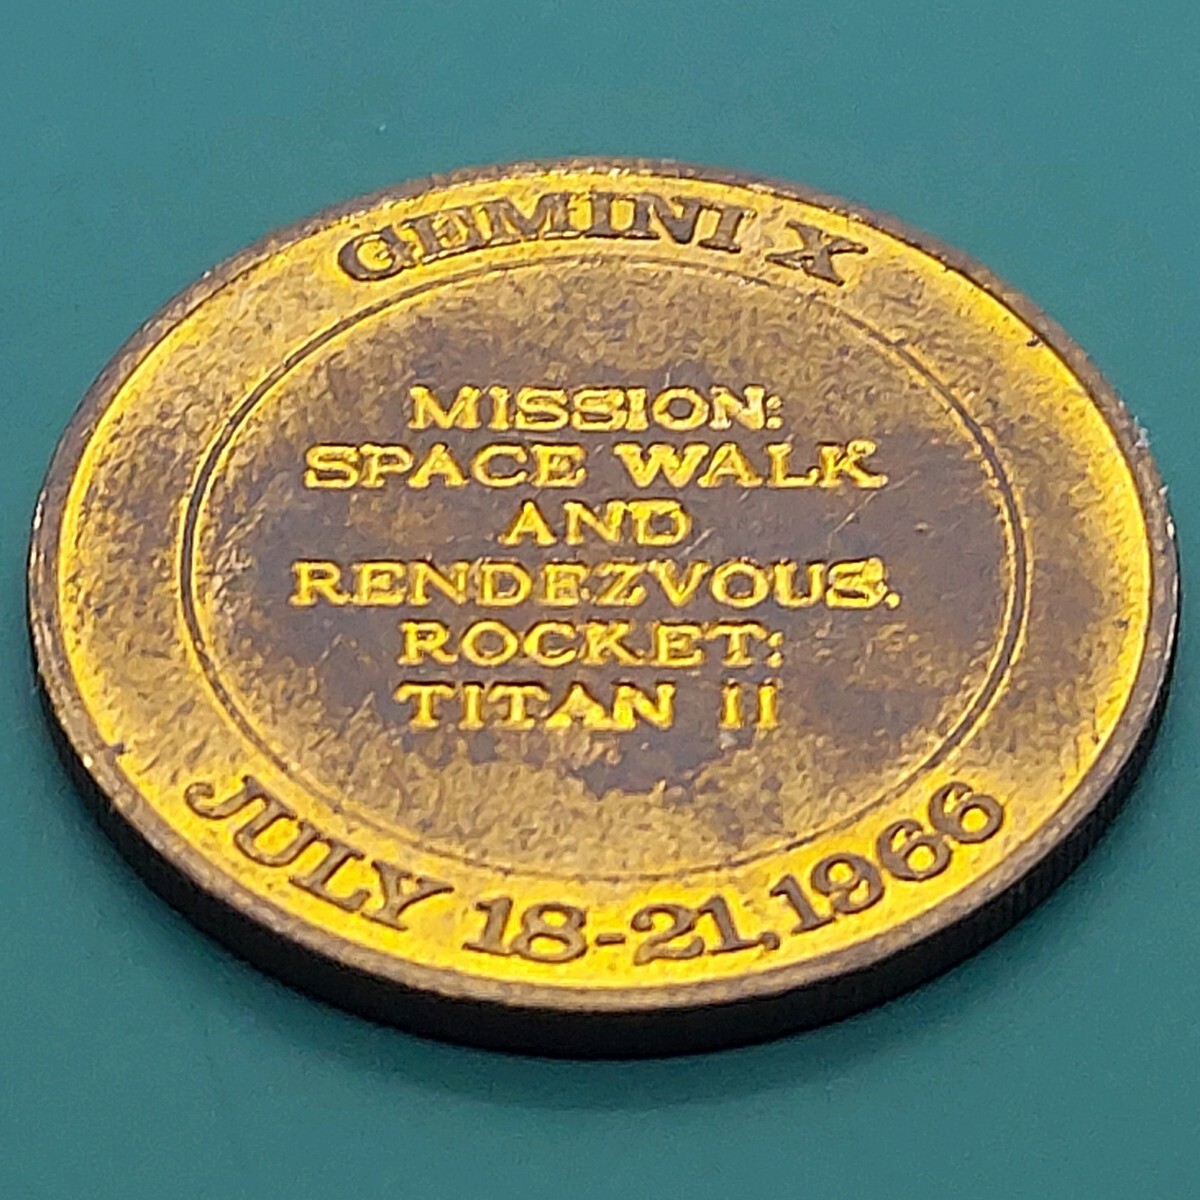 GEMINI X
MISSION:
SPACE WALK
AND
RENDEZVOUS.
ROCKET:
TITAN II
JULY 18-21, 1966